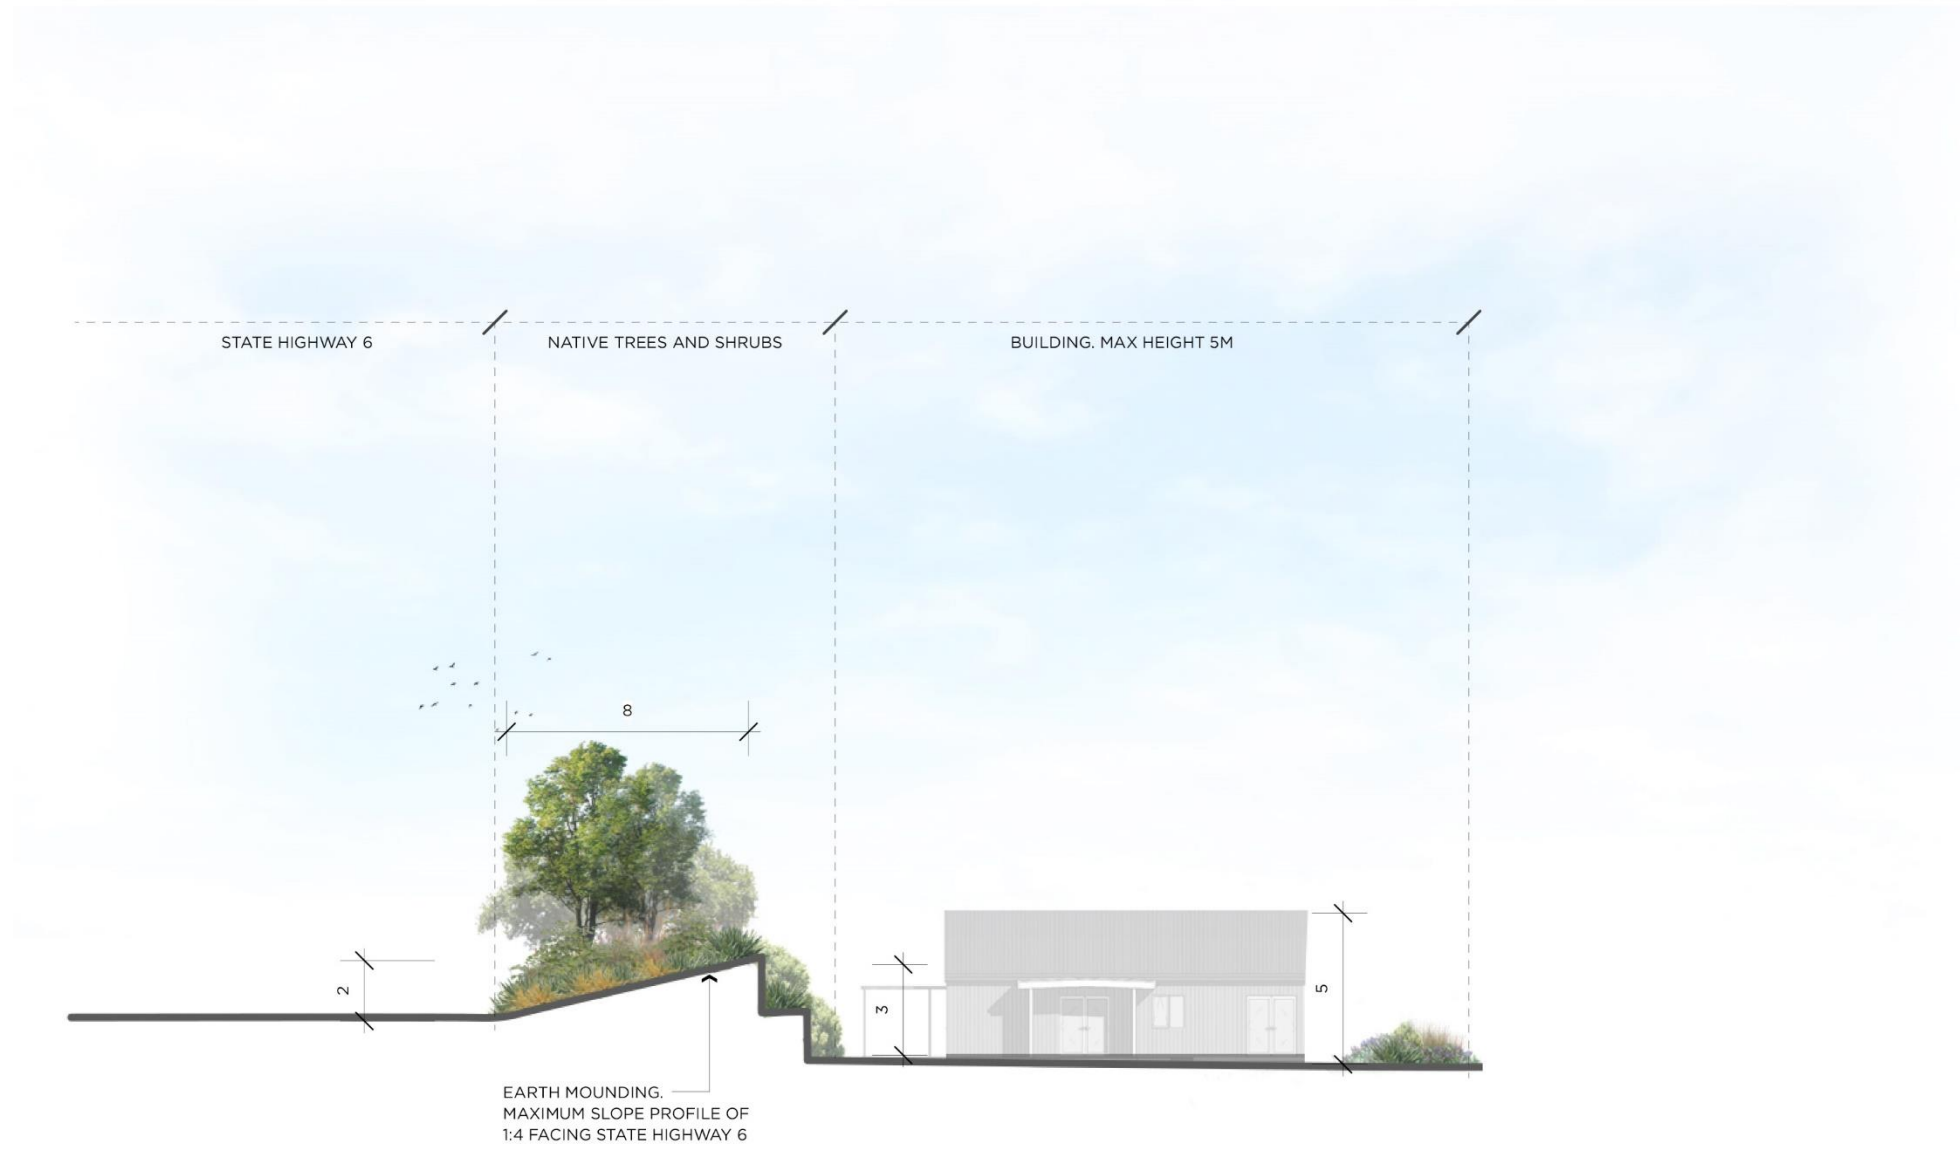 STATE HIGHWAY 6
NATIVE TREES AND SHRUBS
BUILDING. MAX HEIGHT 5M
8
2
3
5
EARTH MOUNDING.
MAXIMUM SLOPE PROFILE OF
1:4 FACING STATE HIGHWAY 6